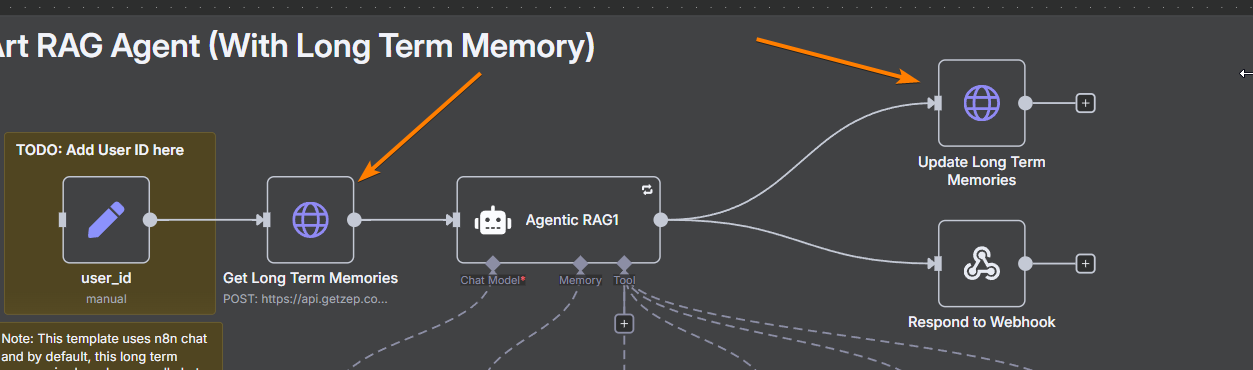 Art RAG Agent (With Long Term Memory)
TODO: Add User ID here
user_id
manual
Get Long Term Memories
POST: https://api.getzep.co...
Agentic RAG1
Chat Model*
Memory
Tool
Update Long Term
Memories
Respond to Webhook
Note: This template uses n8n chat
and by default, this long term